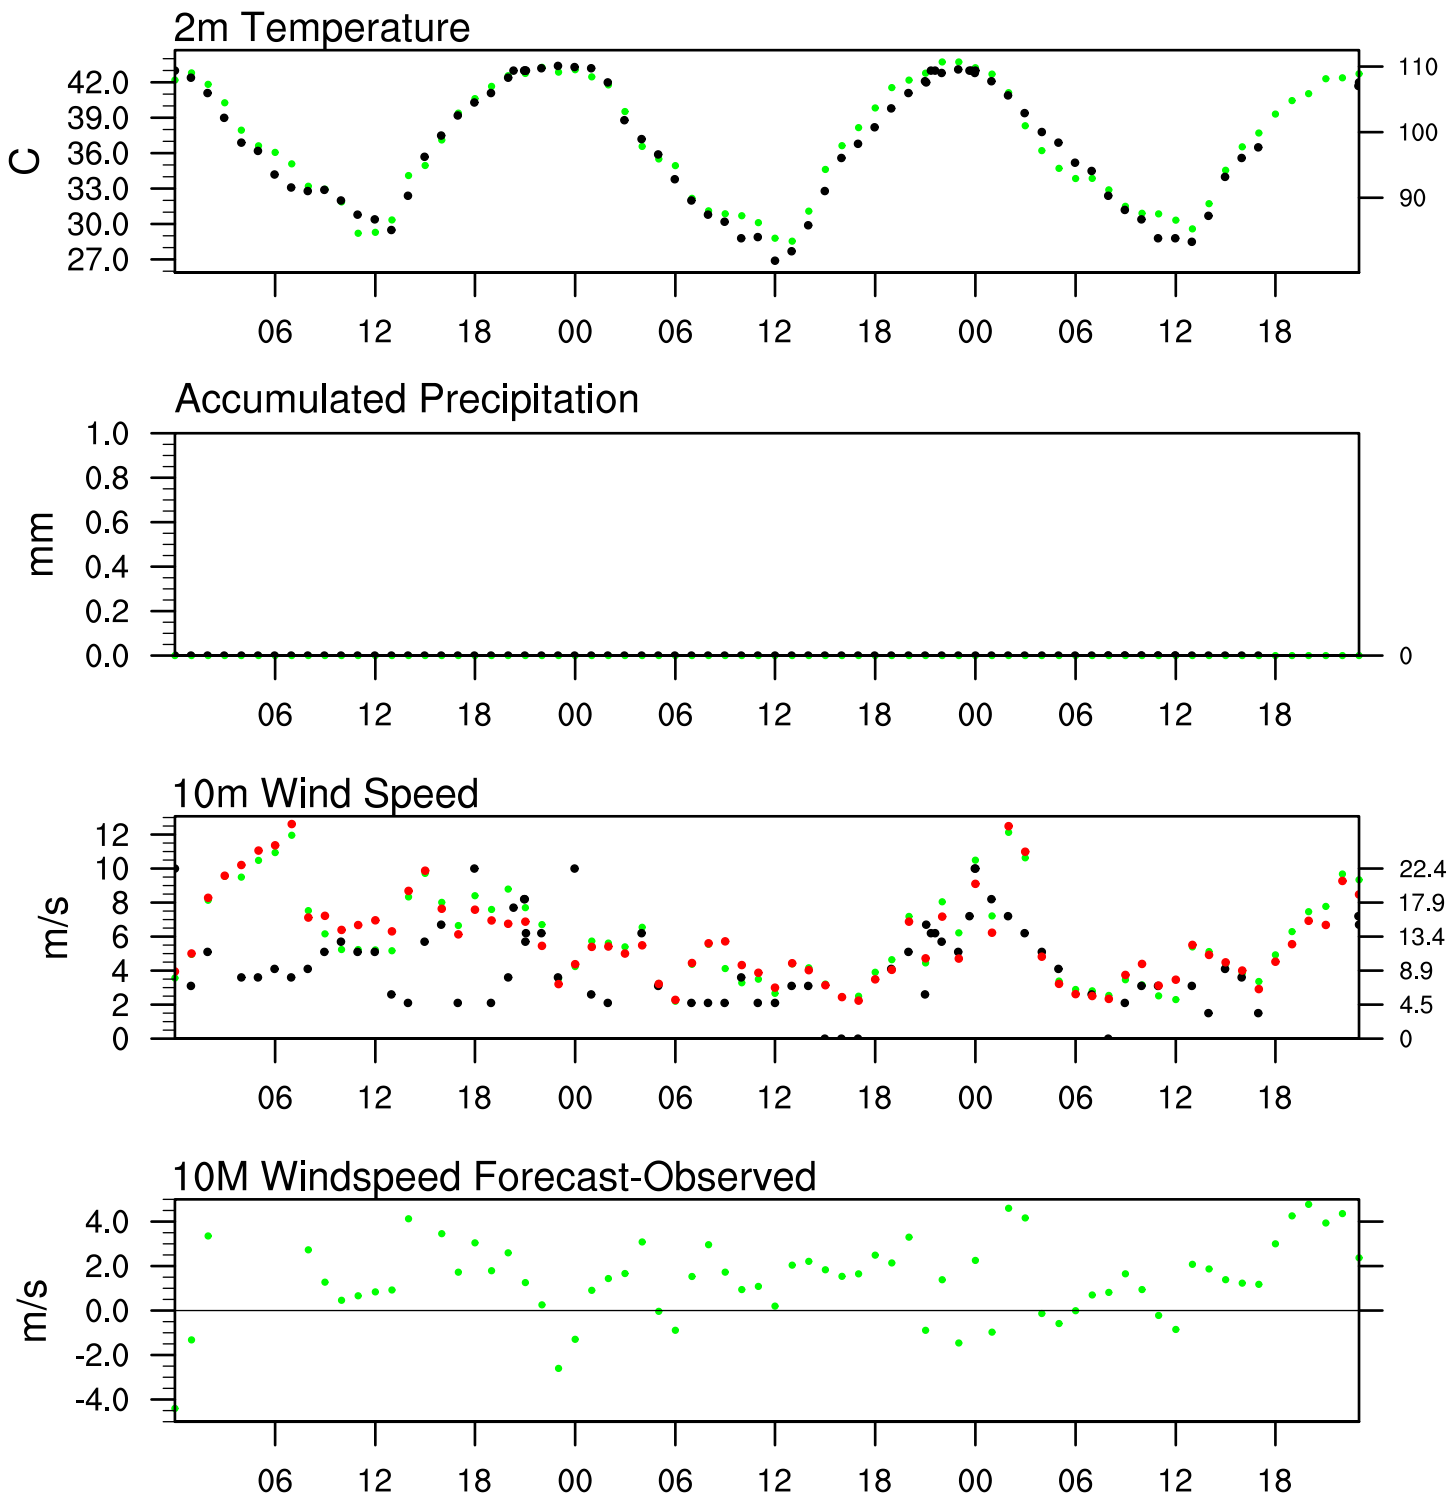 2m Temperature
C
42.0
39.0
36.0
33.0
30.0
27.0
110
100
90
06 12 18 00 06 12 18 00 06 12 18
Accumulated Precipitation
mm
1.0
0.8
0.6
0.4
0.2
0.0
0
06 12 18 00 06 12 18 00 06 12 18
10m Wind Speed
m/s
12
10
8
6
4
2
0
22.4
17.9
13.4
8.9
4.5
0
06 12 18 00 06 12 18 00 06 12 18
10M Windspeed Forecast-Observed
m/s
4.0
2.0
0.0
-2.0
-4.0
06 12 18 00 06 12 18 00 06 12 18